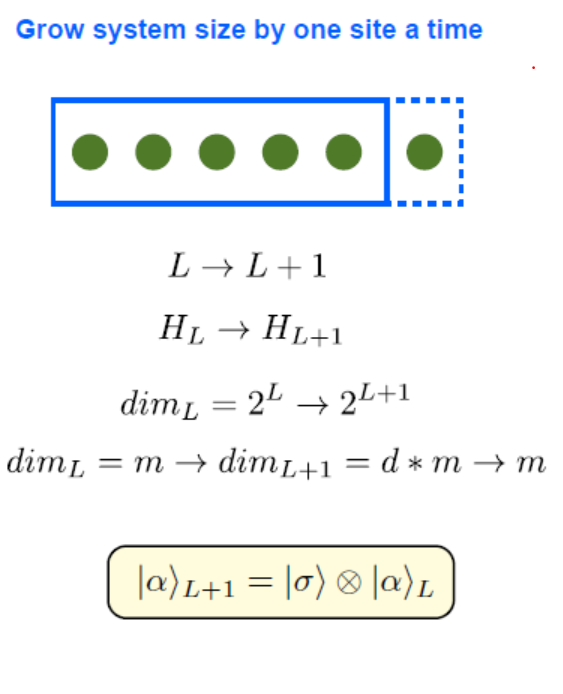 Grow system size by one site a time
L → L + 1
H_L → H_{L+1}
dim_L = 2^L → 2^{L+1}
dim_L = m → dim_{L+1} = d * m → m
|α⟩_{L+1} = |σ⟩ ⊗ |α⟩_L